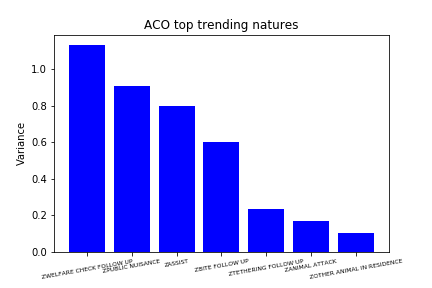 ACO top trending natures
Variance
1.0
0.8
0.6
0.4
0.2
0.0
ZWELFARE CHECK FOLLOW UP
ZPUBLIC NUISANCE
ZASSIST
ZBITE FOLLOW UP
ZTETHERING FOLLOW UP
ZANIMAL ATTACK
ZOTHER ANIMAL IN RESIDENCE